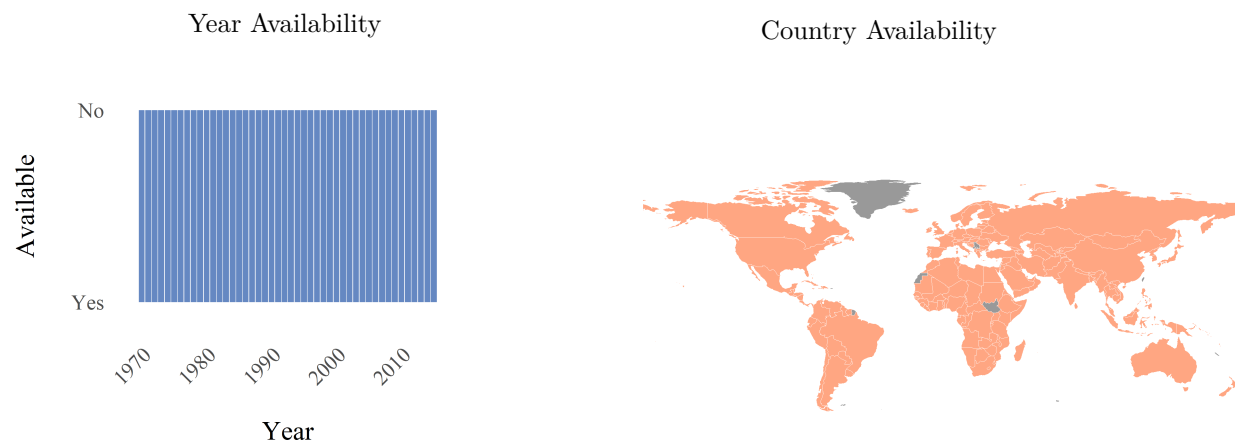 Year Availability
Country Availability
No
Available
Yes
1970
1980
1990
2000
2010
Year